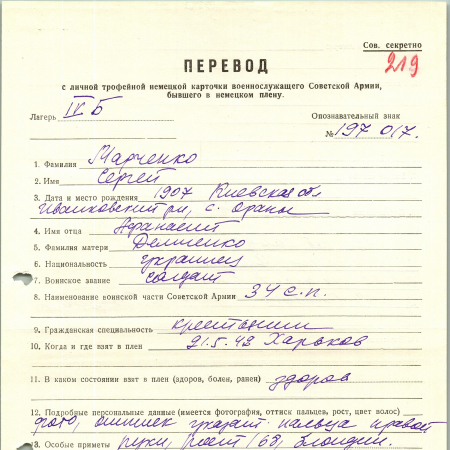 Сов. секретно
219
ПЕРЕВОД
с личной трофейной немецкой карточки военнослужащего Советской Армии,
бывшего в немецком плену.
Лагерь IV Б
Опознавательный знак
№ 197017.
1. Фамилия Марченко
2. Имя Сергей
3. Дата и место рождения 1907 Киевская обл
Иванковский р-н, с. Ораны
4. Имя отца Афанасий
5. Фамилия матери Демиденко
6. Национальность украинец
7. Воинское звание солдат
8. Наименование воинской части Советской Армии 34 с.п.
9. Гражданская специальность крестьянин
10. Когда и где взят в плен 21.5.42 Харьков
11. В каком состоянии взят в плен (здоров, болен, ранен) здоров
12. Подробные персональные данные (имеется фотография, оттиск пальцев, рост, цвет волос)
фото, оттиск указат. пальца правой
13. Особые приметы руки, рост 168, блондин.